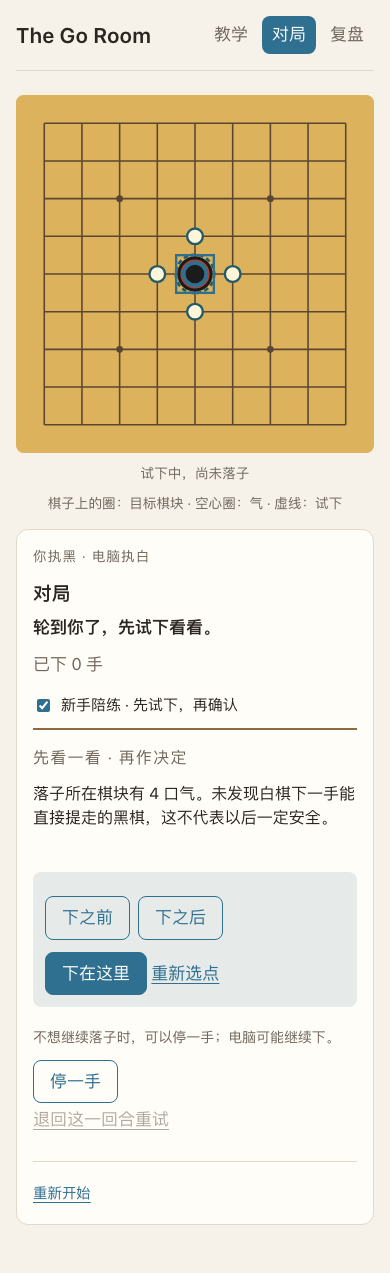 The Go Room 教学 对局 复盘
试下中，尚未落子
棋子上的圈：目标棋块 · 空心圈：气 · 虚线：试下
你执黑 · 电脑执白
对局
轮到你了，先试下看看。
已下 0 手
新手陪练 · 先试下，再确认
先看一看 · 再作决定
落子所在棋块有 4 口气。未发现白棋下一手能
直接提走的黑棋，这不代表以后一定安全。
下之前 下之后
下在这里 重新选点
不想继续落子时，可以停一手；电脑可能继续下。
停一手
退回这一回合重试
重新开始